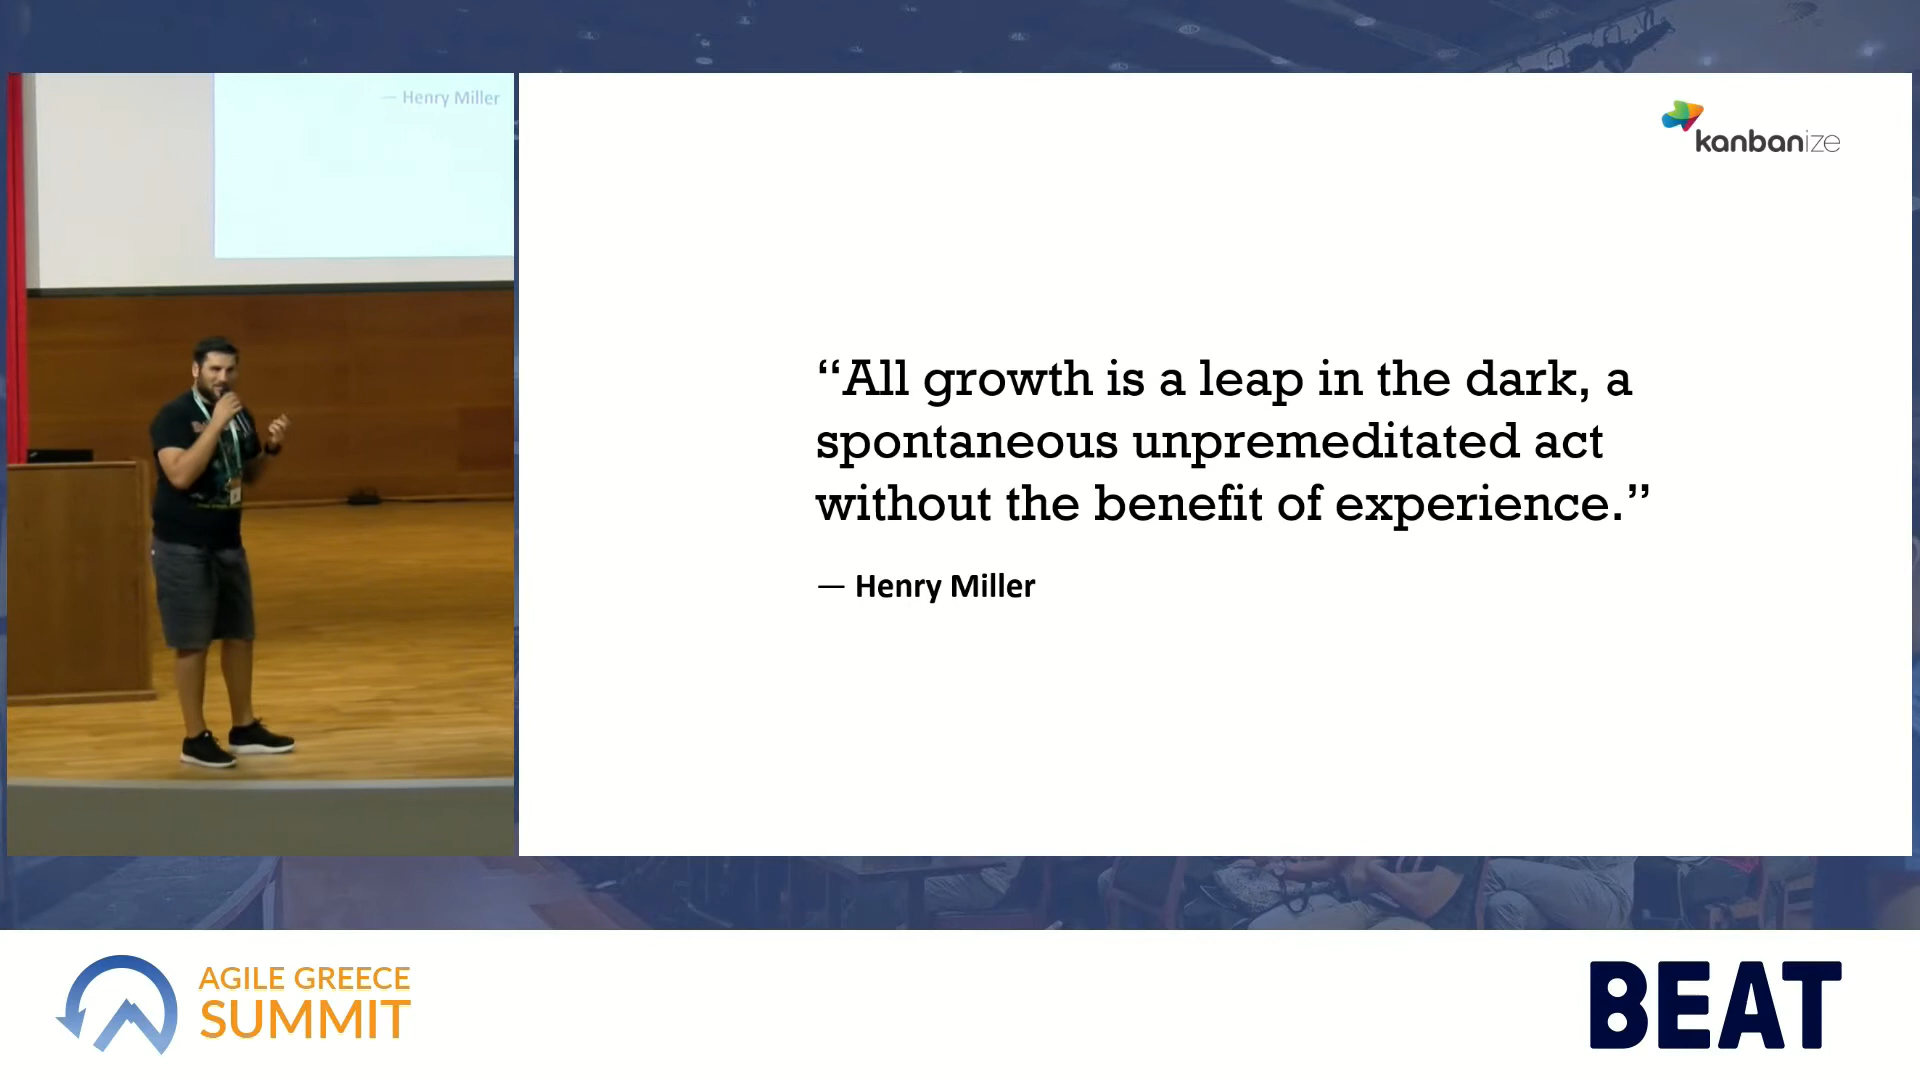 — Henry Miller
kanbanize
“All growth is a leap in the dark, a
spontaneous unpremeditated act
without the benefit of experience.”
— Henry Miller
AGILE GREECE
SUMMIT
BEAT